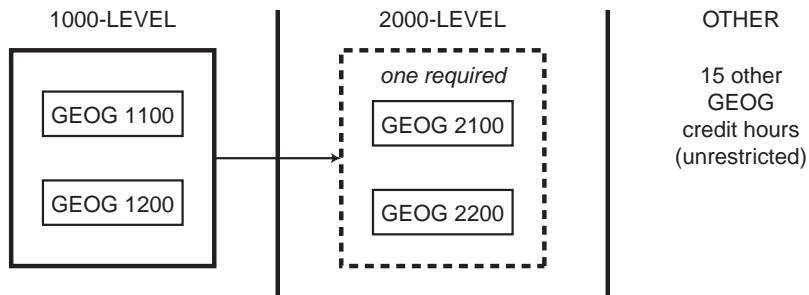 1000-LEVEL
GEOG 1100
GEOG 1200
2000-LEVEL
one required
GEOG 2100
GEOG 2200
OTHER
15 other
GEOG
credit hours
(unrestricted)